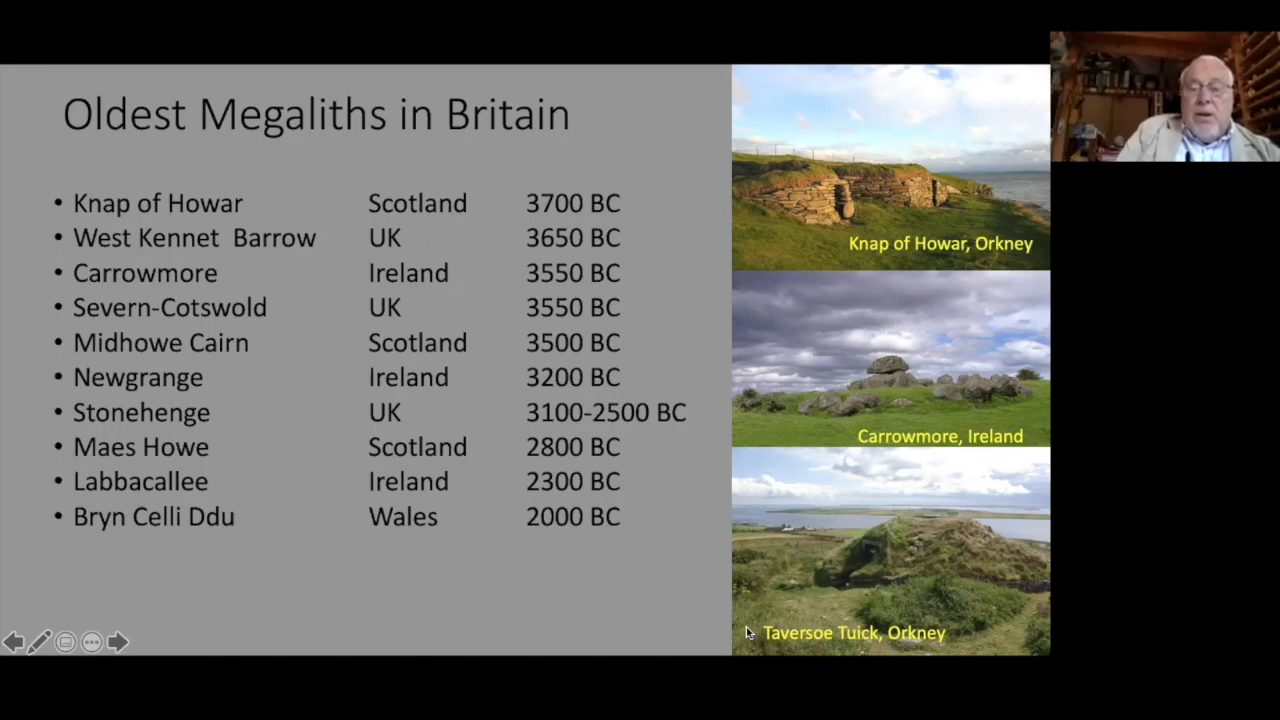 Oldest Megaliths in Britain
• Knap of Howar Scotland 3700 BC
• West Kennet Barrow UK 3650 BC
• Carrowmore Ireland 3550 BC
• Severn-Cotswold UK 3550 BC
• Midhowe Cairn Scotland 3500 BC
• Newgrange Ireland 3200 BC
• Stonehenge UK 3100-2500 BC
• Maes Howe Scotland 2800 BC
• Labbacallee Ireland 2300 BC
• Bryn Celli Ddu Wales 2000 BC
Knap of Howar, Orkney
Carrowmore, Ireland
Taversoe Tuick, Orkney